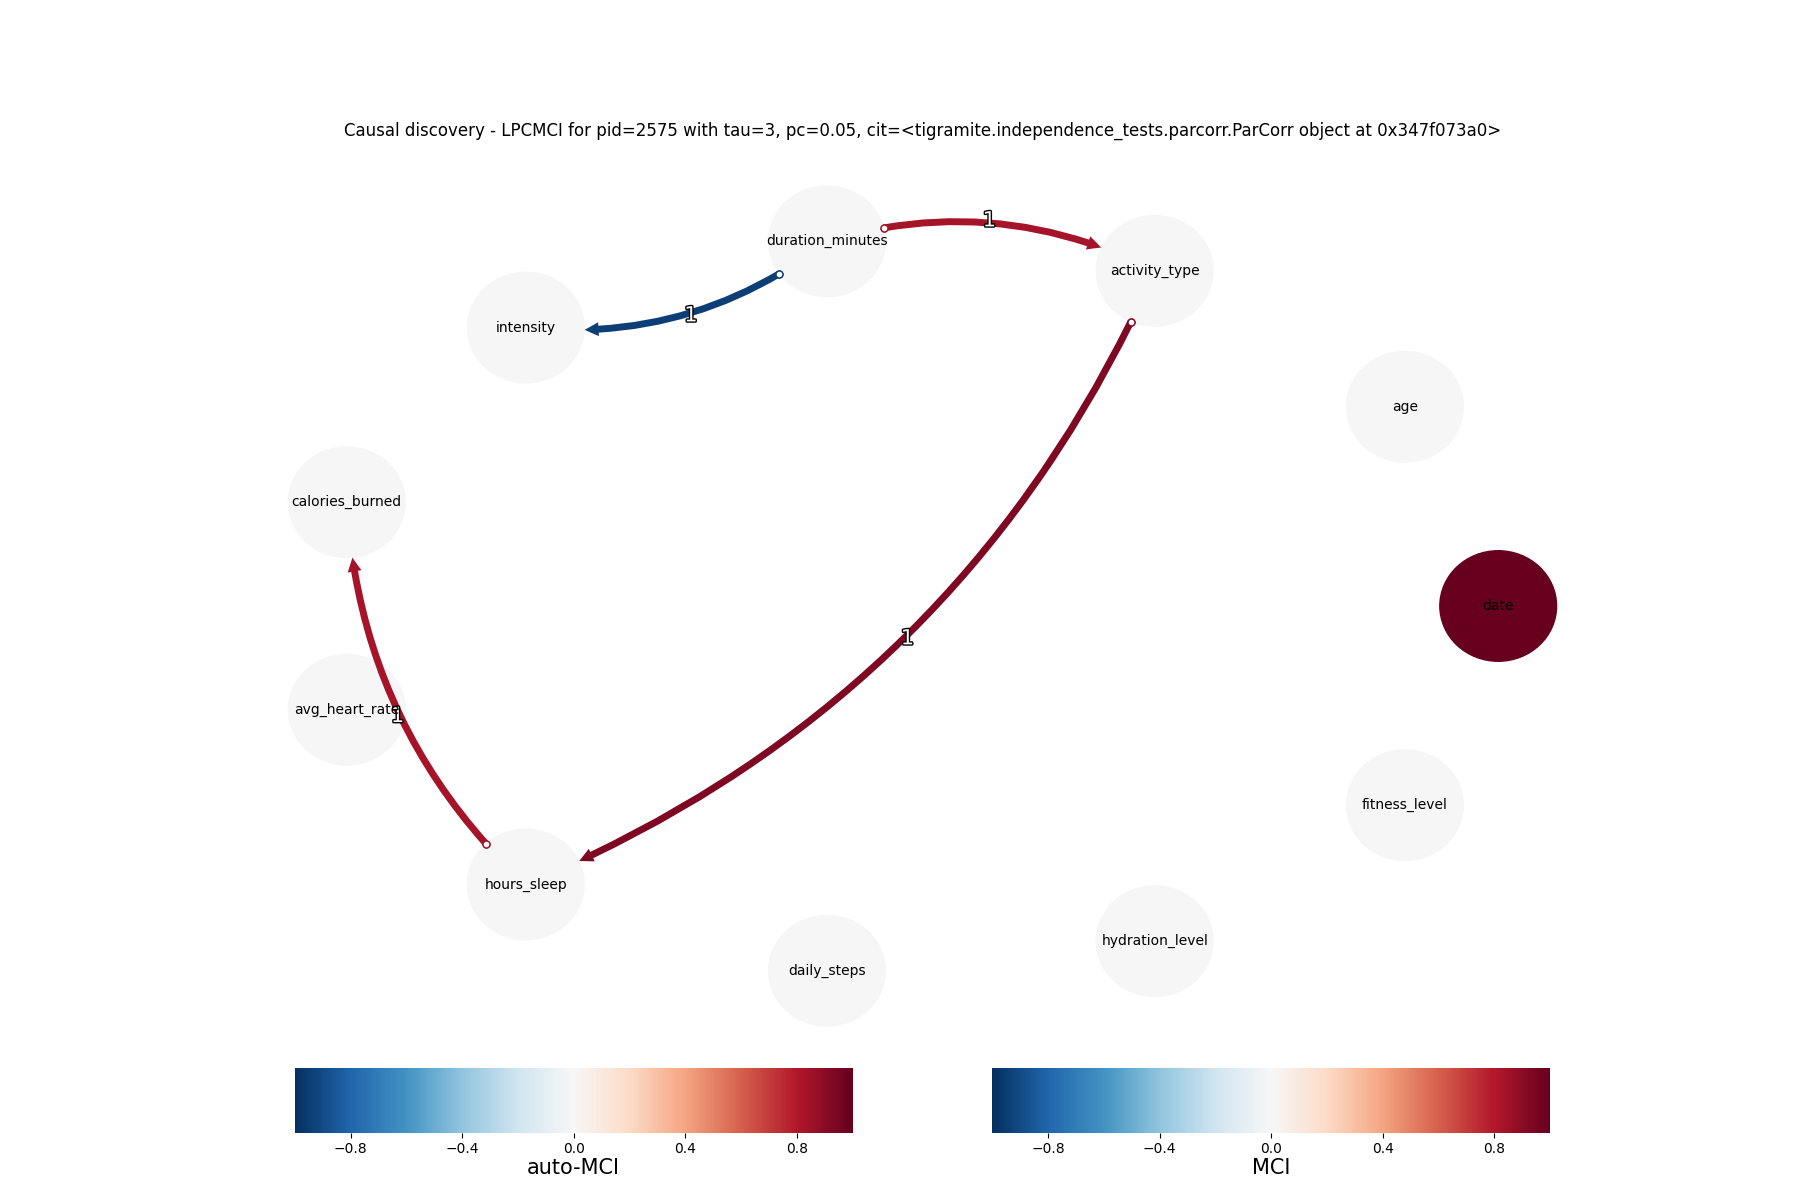 Causal discovery - LPCMCI for pid=2575 with tau=3, pc=0.05, cit=<tigramite.independence_tests.parcorr.ParCorr object at 0x347f073a0>
duration_minutes
1
activity_type
intensity
1
age
calories_burned
date
1
avg_heart_rate
1
fitness_level
hours_sleep
hydration_level
daily_steps
−0.8 −0.4 0.0 0.4 0.8
auto-MCI
−0.8 −0.4 0.0 0.4 0.8
MCI